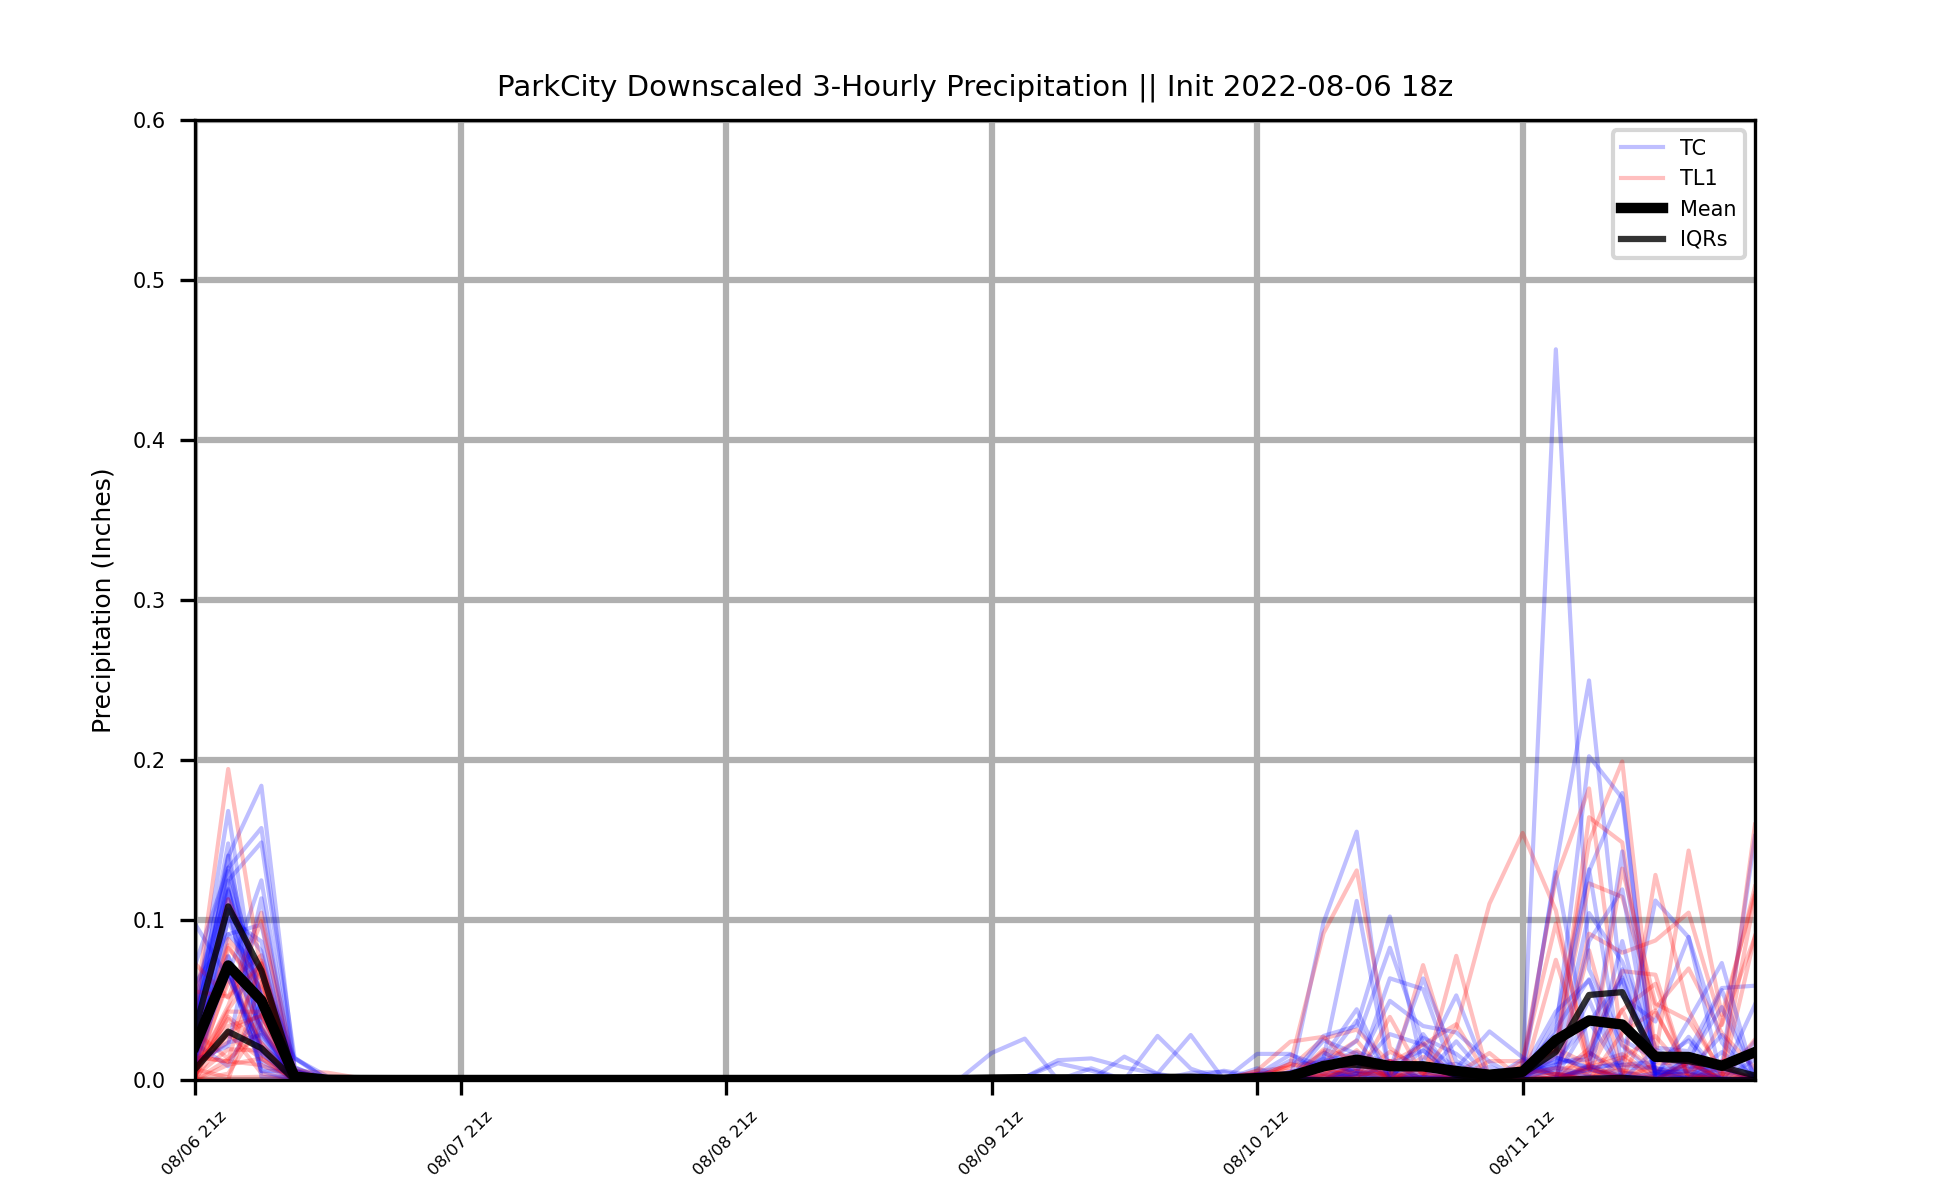 ParkCity Downscaled 3-Hourly Precipitation || Init 2022-08-06 18z
0.6
0.5
0.4
0.3
0.2
0.1
0.0
Precipitation (Inches)
TC
TL1
Mean
IQRs
08/06 21z
08/07 21z
08/08 21z
08/09 21z
08/10 21z
08/11 21z